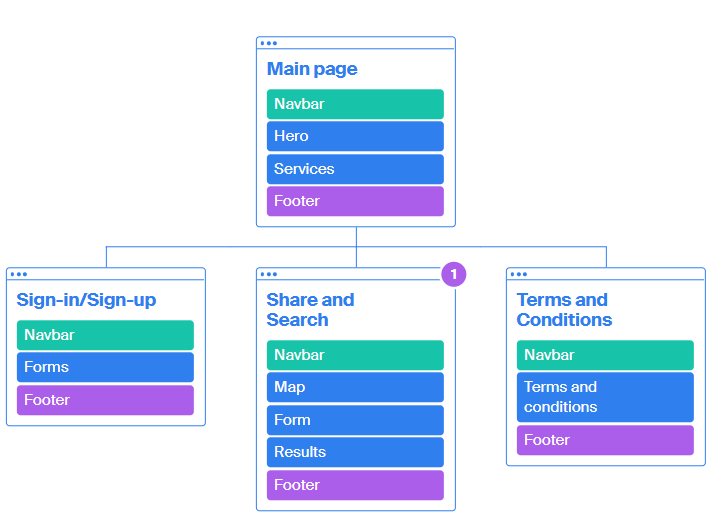 Main page
Navbar
Hero
Services
Footer
Sign-in/Sign-up
Navbar
Forms
Footer
1
Share and
Search
Navbar
Map
Form
Results
Footer
Terms and
Conditions
Navbar
Terms and
conditions
Footer